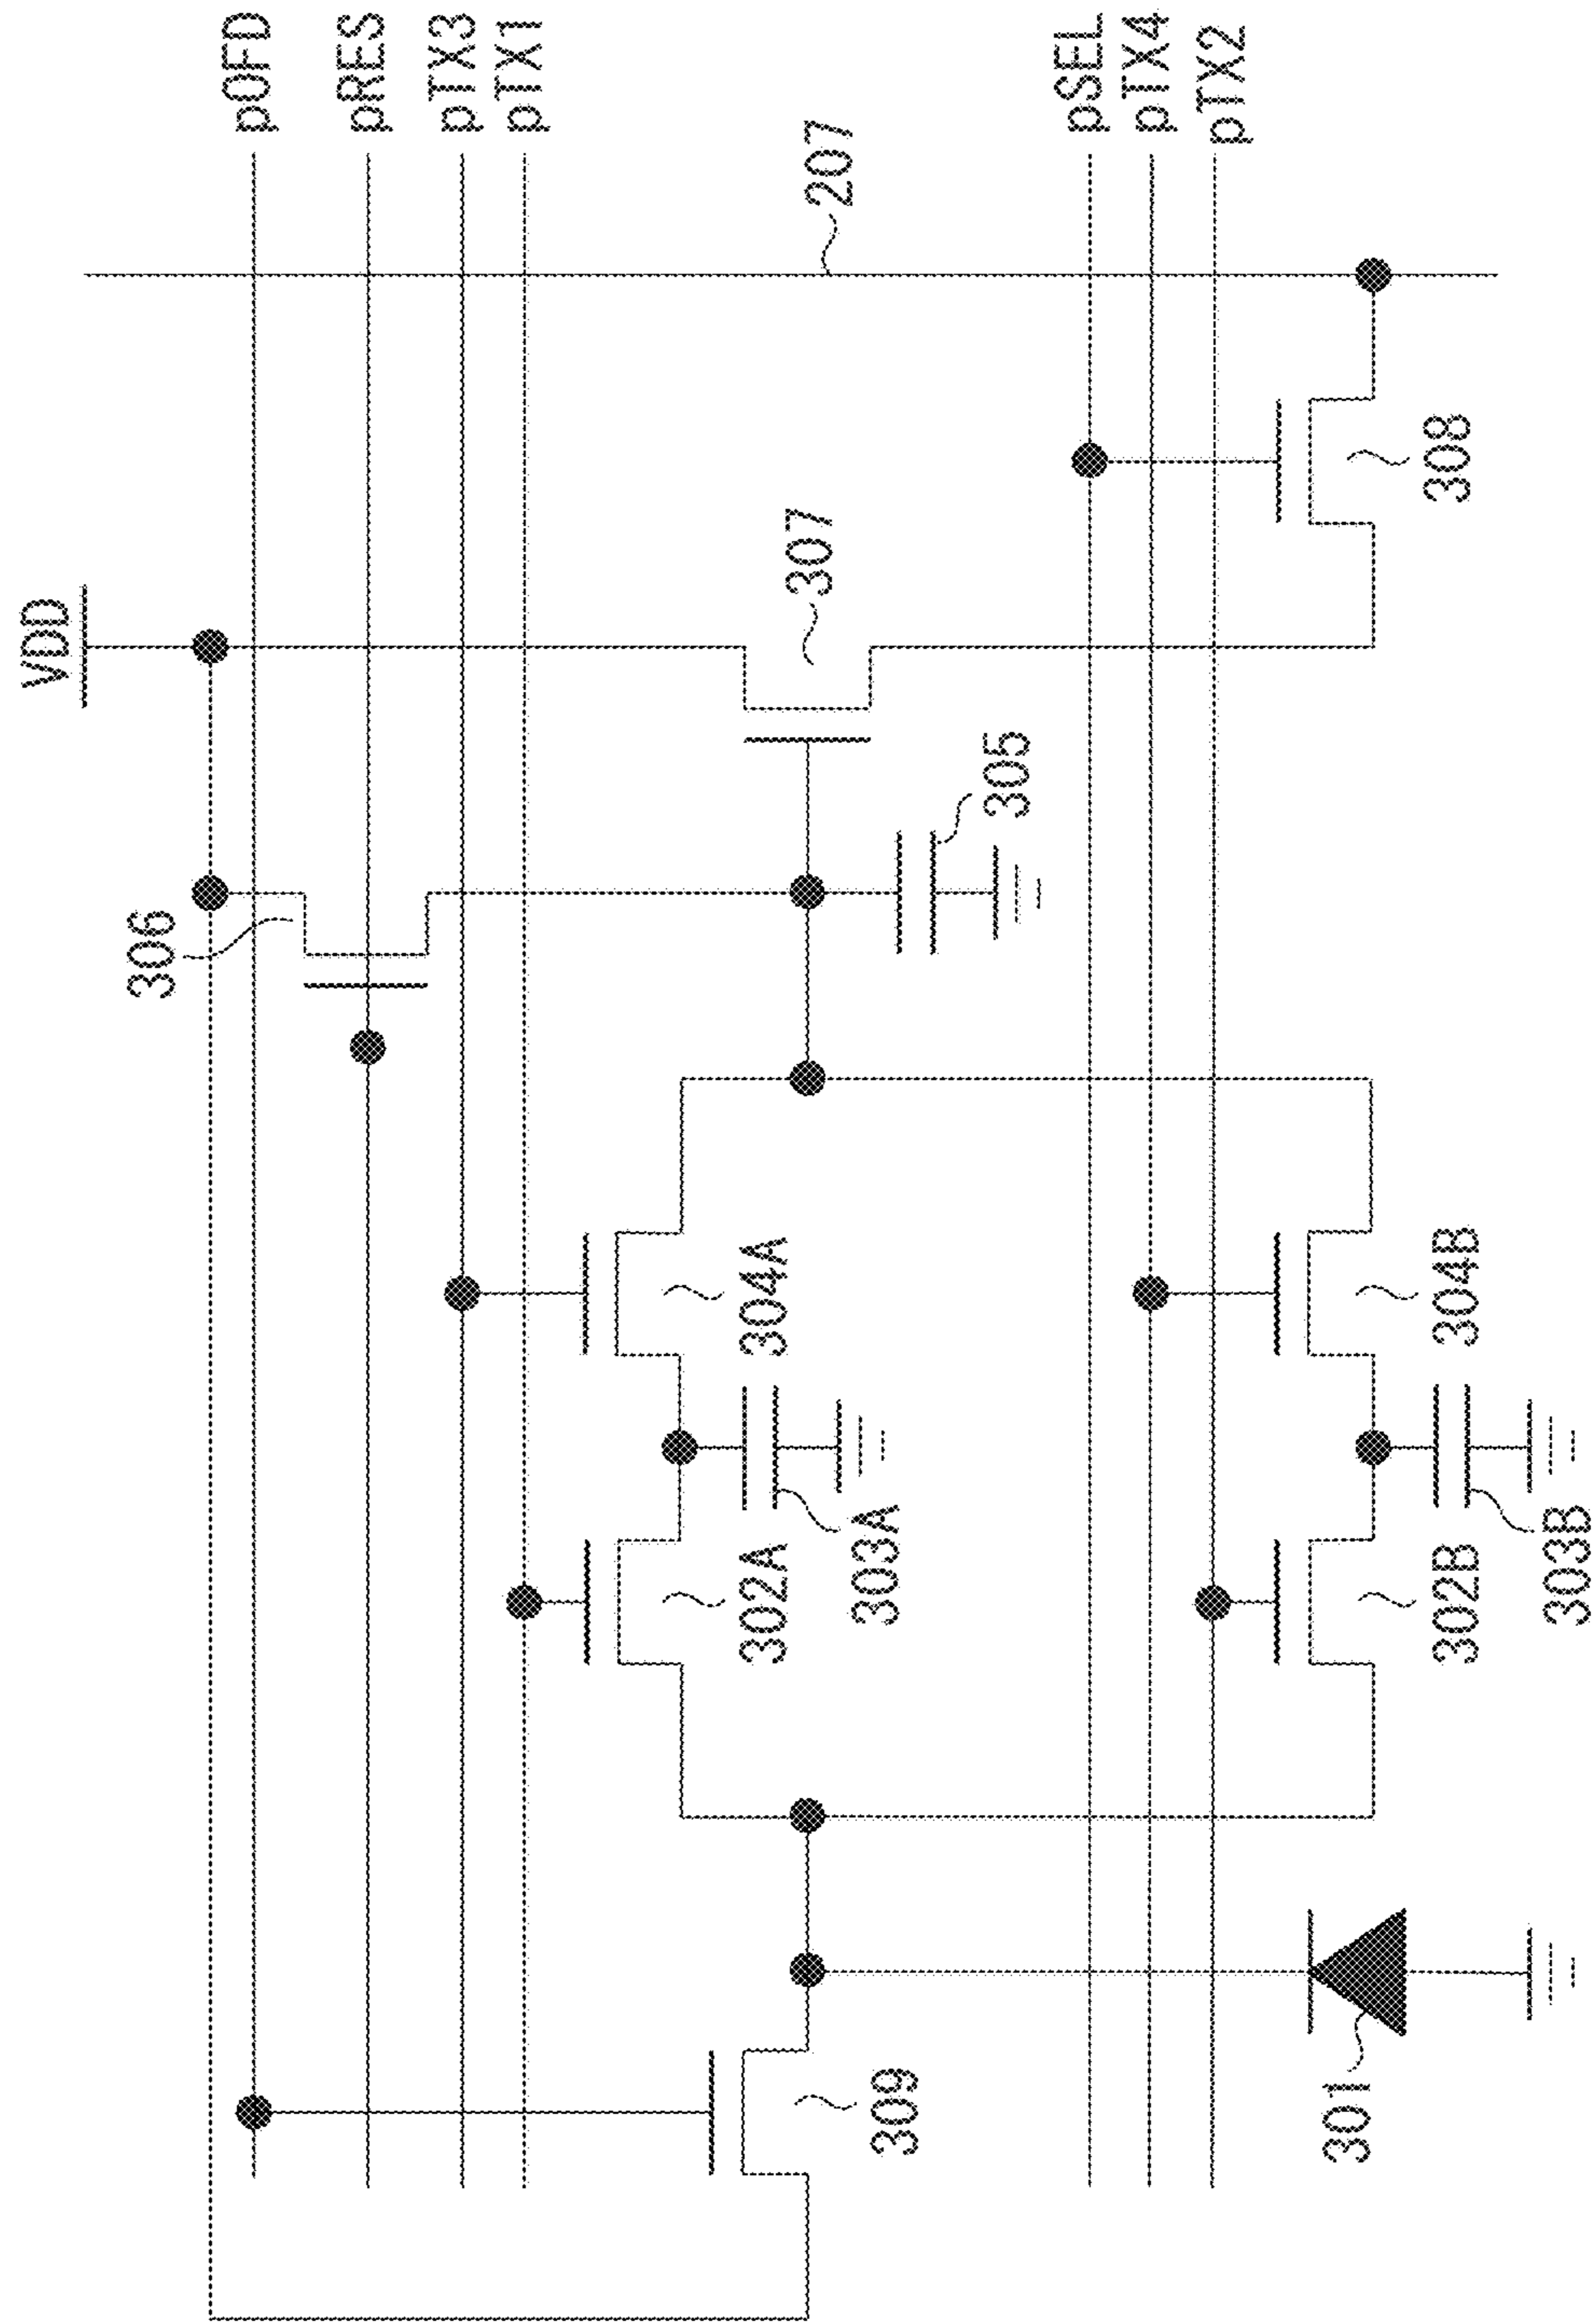 pOFD
pRES
pTX3
pTX1
pSEL
pTX4
pTX2
207
VDD
307
308
306
305
304A
304B
302A
303A
302B
303B
309
301